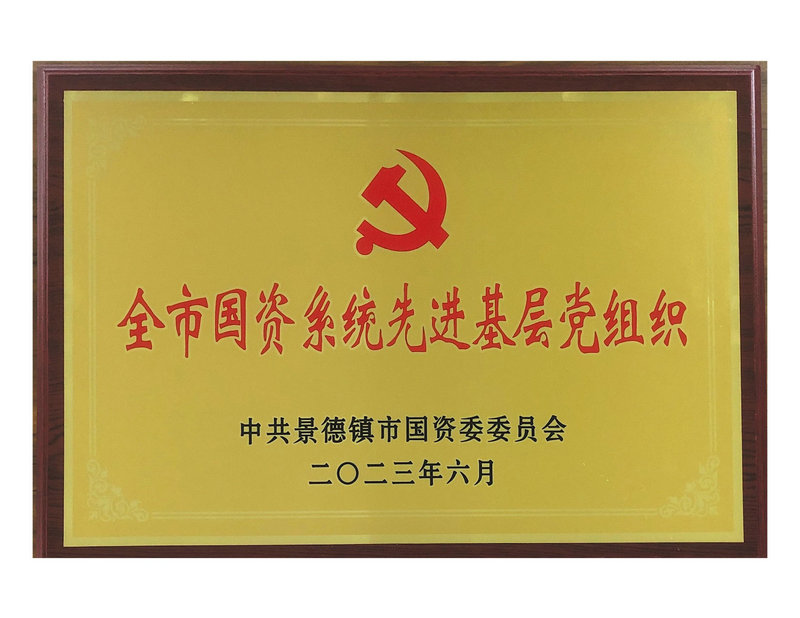 全市国资系统先进基层党组织
中共景德镇市国资委委员会
二〇二三年六月